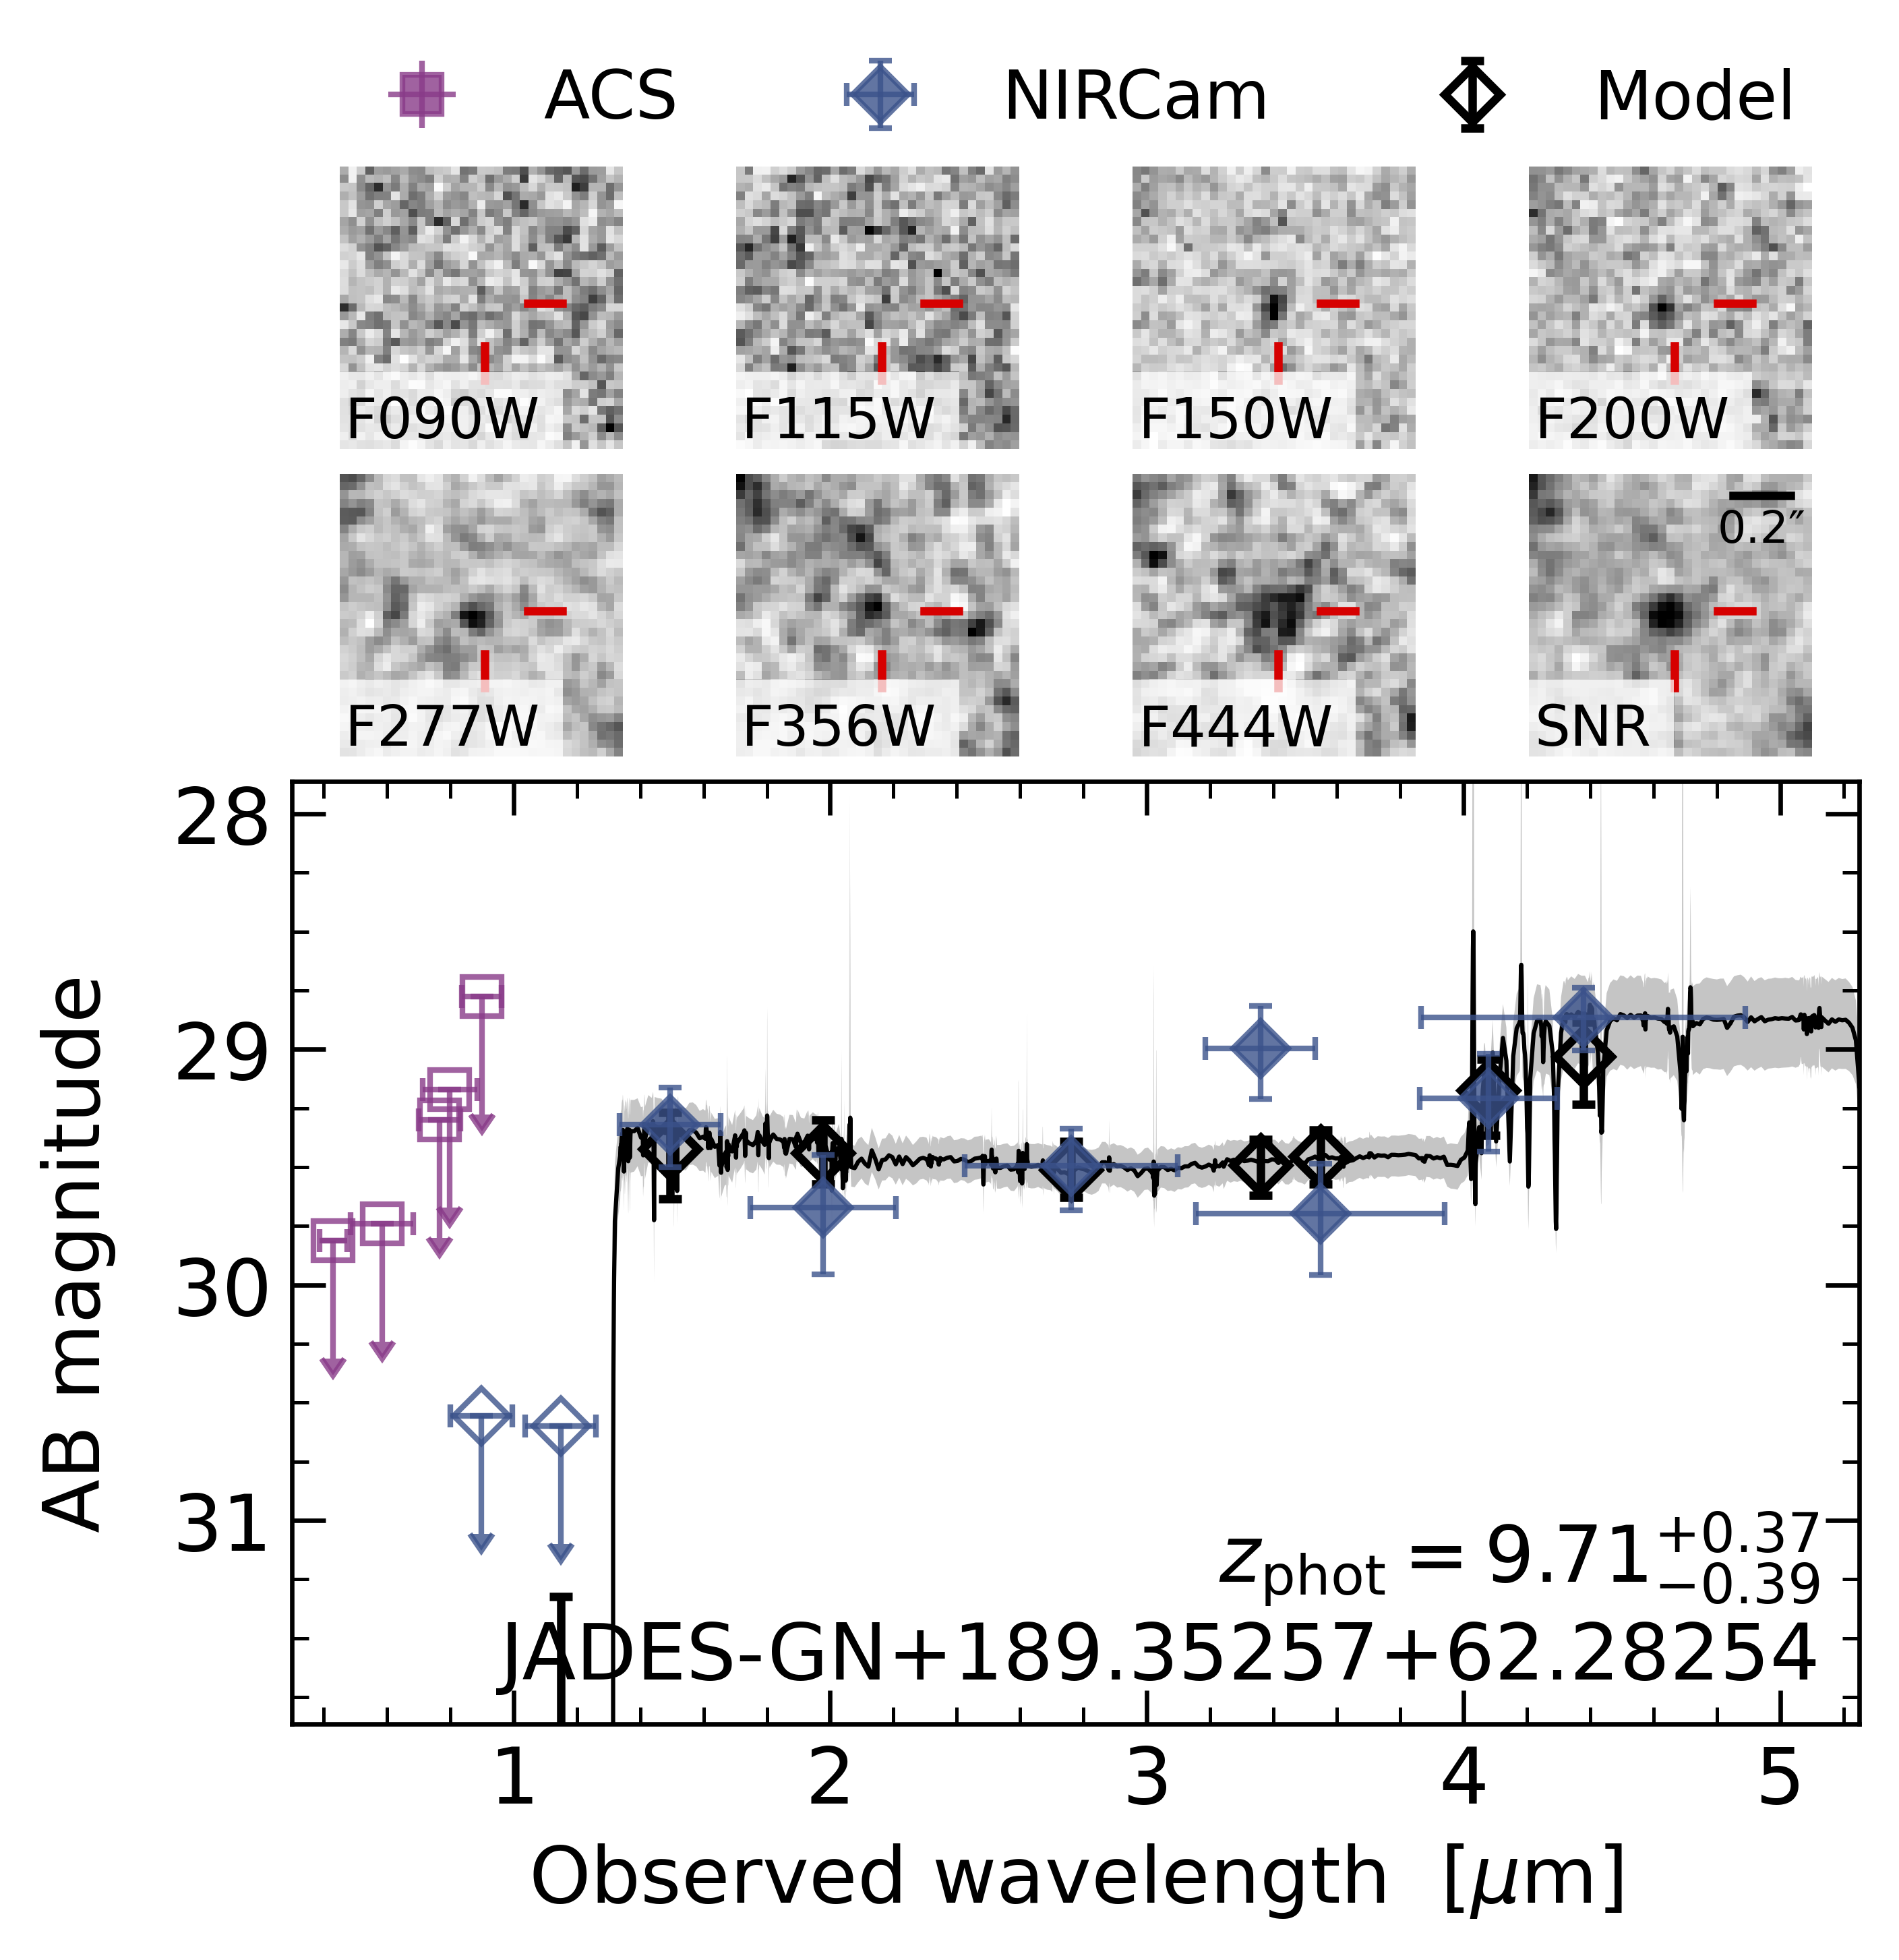 ACS NIRCam Model
F090W F115W F150W F200W
0.2″
F277W F356W F444W SNR
28
29
30
31
AB magnitude
z_phot = 9.71 +0.37 −0.39
JADES-GN+189.35257+62.28254
1 2 3 4 5
Observed wavelength [μm]